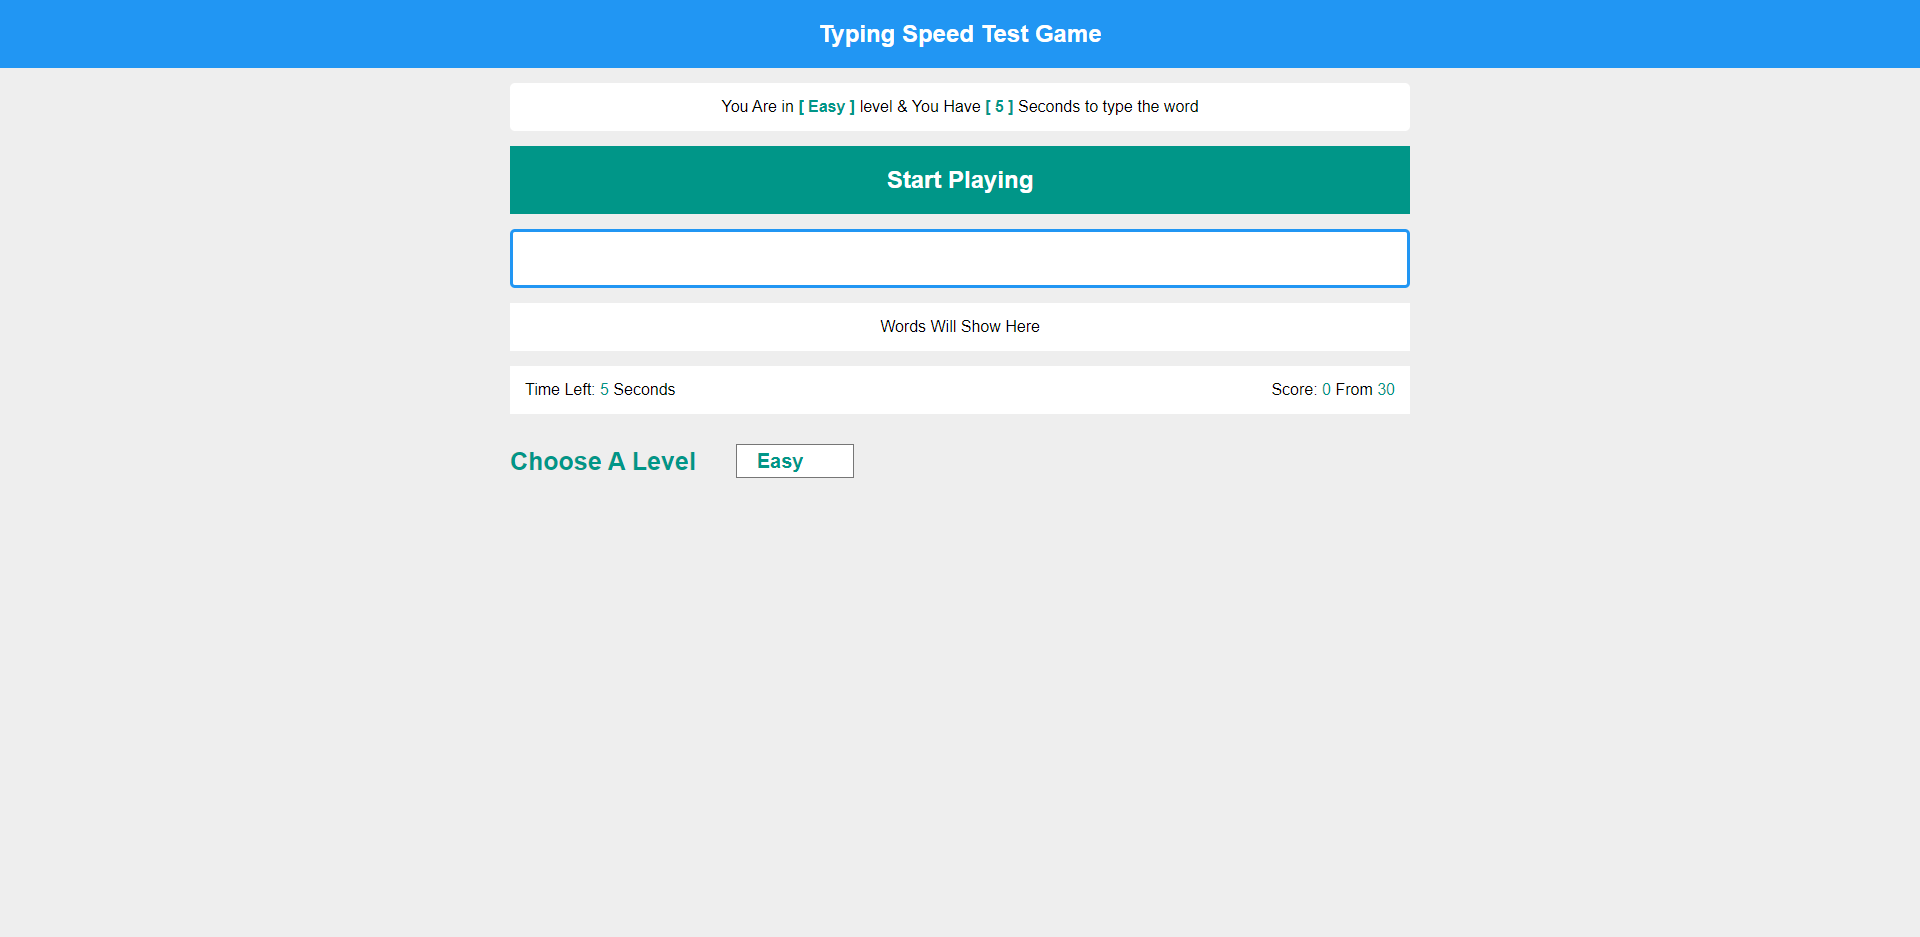 Typing Speed Test Game
You Are in [ Easy ] level & You Have [ 5 ] Seconds to type the word
Start Playing
Words Will Show Here
Time Left: 5 Seconds
Score: 0 From 30
Choose A Level
Easy